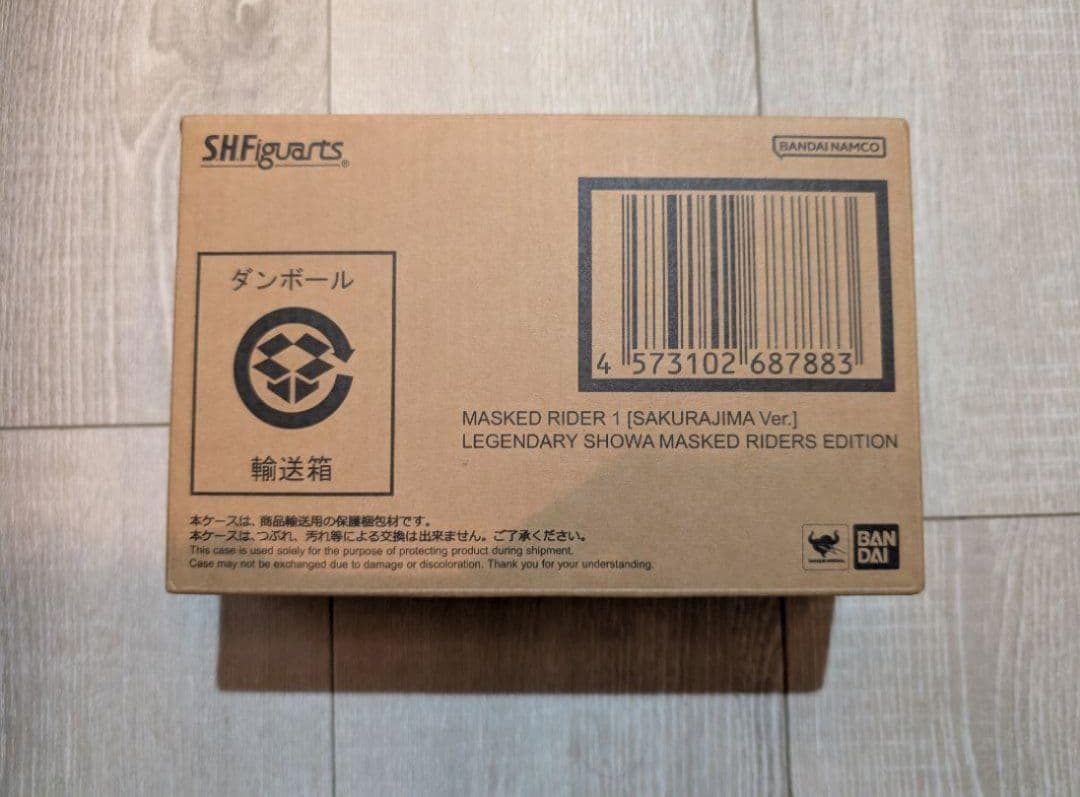 S.H.Figuarts®
BANDAI NAMCO
ダンボール
輸送箱
4 573102 687883
MASKED RIDER 1 [SAKURAJIMA Ver.]
LEGENDARY SHOWA MASKED RIDERS EDITION
本ケースは、商品輸送用の保護梱包材です。
本ケースは、つぶれ、汚れ等による交換は出来ません。ご了承ください。
This case is used solely for the purpose of protecting product during shipment.
Case may not be exchanged due to damage or discoloration. Thank you for your understanding.
BAN
DAI